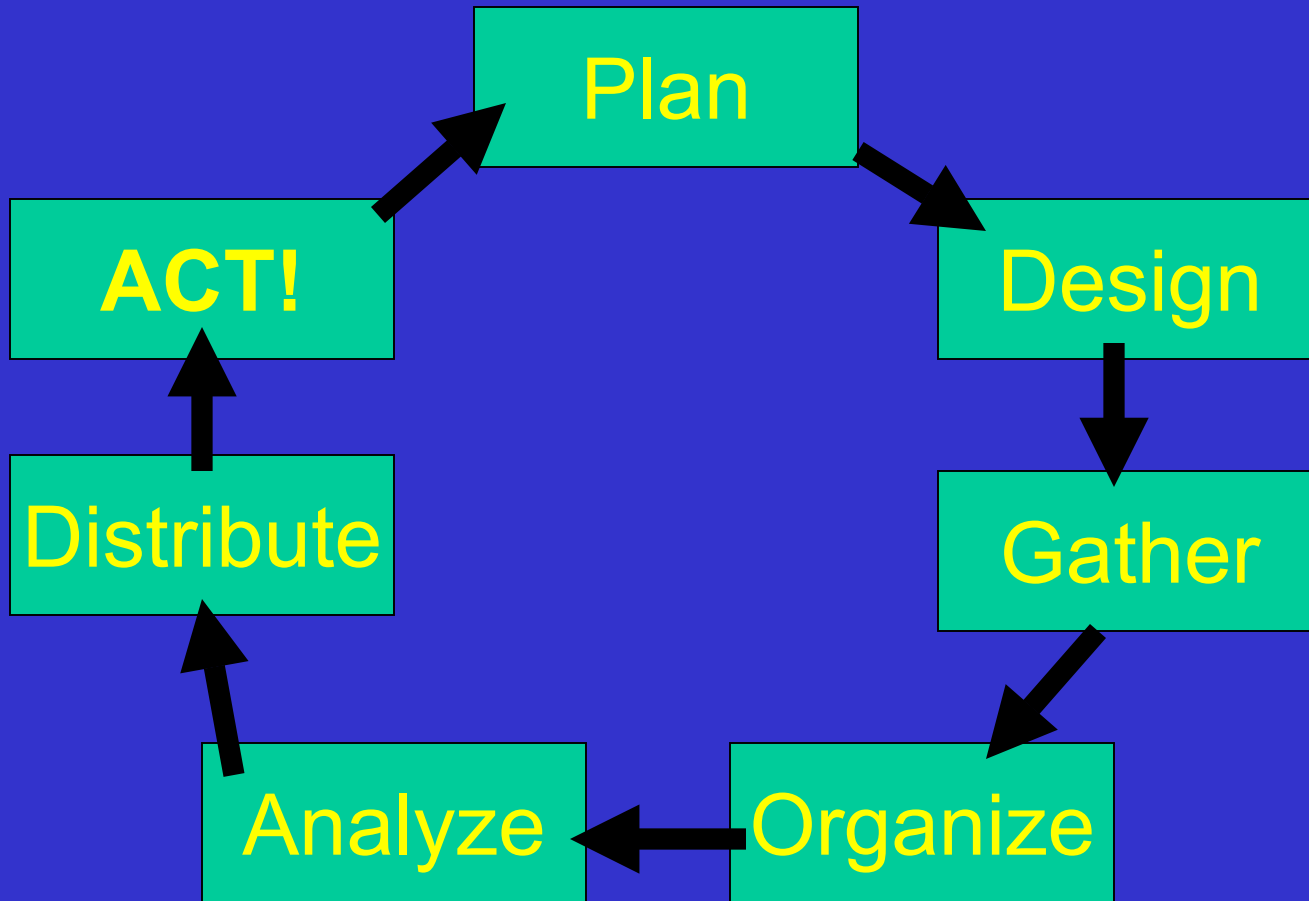 Plan
Design
Gather
Organize
Analyze
Distribute
ACT!